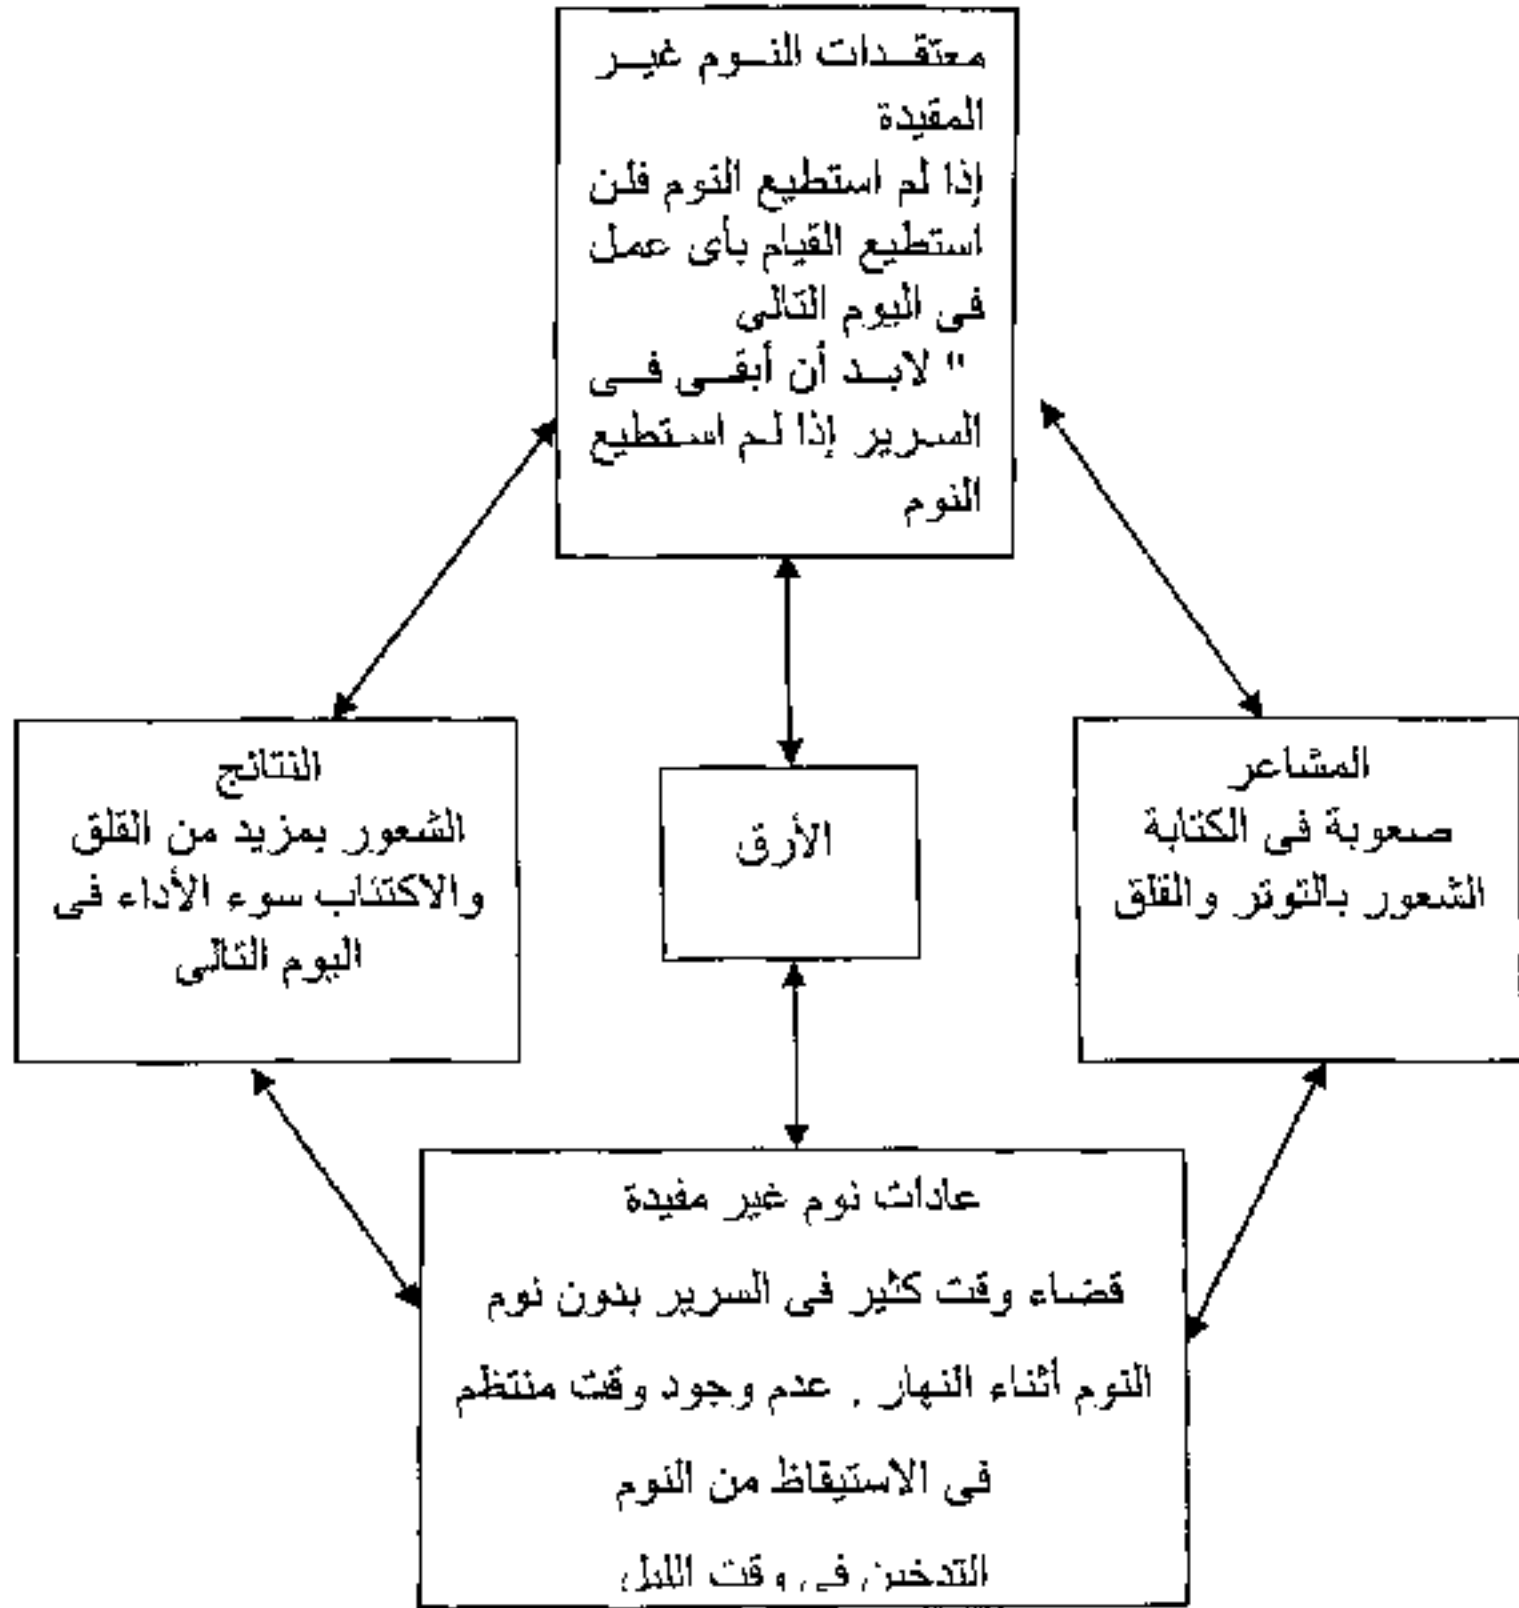 معتقدات النوم غير
المفيدة
إذا لم استطيع النوم فلن
استطيع القيام بأى عمل
فى اليوم التالى
" لابد أن أبقى فى
السرير إذا لم استطيع
النوم
المشاعر
صعوبة فى الكتابة
الشعور بالتوتر والقلق
الأرق
النتائج
الشعور بمزيد من القلق
والاكتئاب سوء الأداء فى
اليوم التالى
عادات نوم غير مفيدة
قضاء وقت كثير فى السرير بدون نوم
النوم أثناء النهار . عدم وجود وقت منتظم
فى الاستيقاظ من النوم
التدخين فى وقت الليل